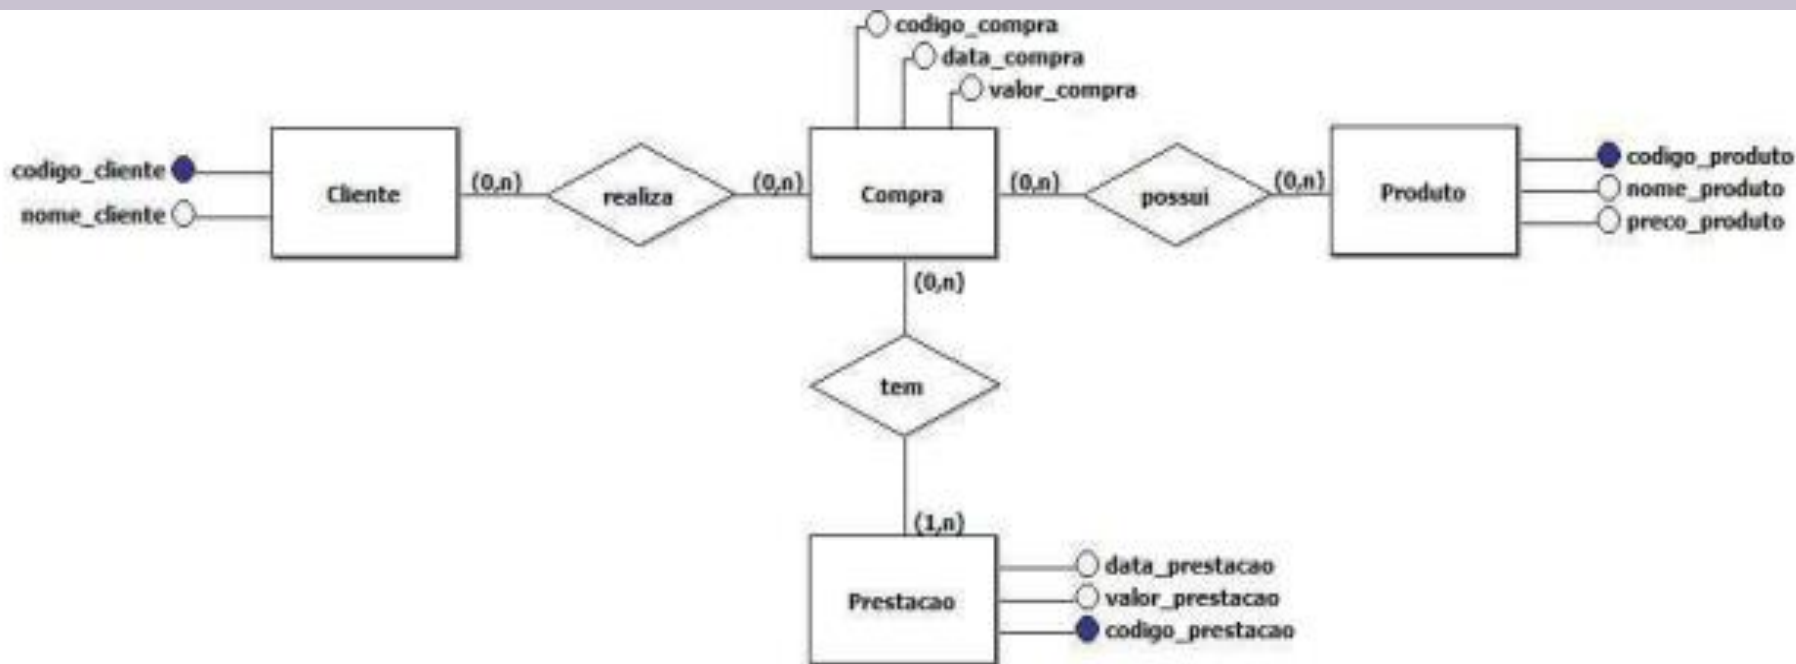 codigo_compra
data_compra
valor_compra
codigo_cliente
nome_cliente
Cliente
(0,n)
realiza
(0,n)
Compra
(0,n)
possui
(0,n)
Produto
codigo_produto
nome_produto
preco_produto
(0,n)
tem
(1,n)
Prestacao
data_prestacao
valor_prestacao
codigo_prestacao